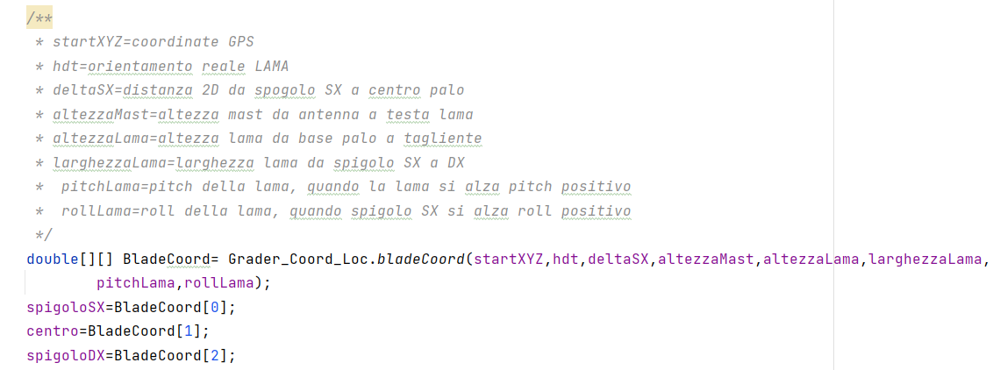 /**
 * startXYZ=coordinate GPS
 * hdt=orientamento reale LAMA
 * deltaSX=distanza 2D da spogolo SX a centro palo
 * altezzaMast=altezza mast da antenna a testa lama
 * altezzaLama=altezza lama da base palo a tagliente
 * larghezzaLama=larghezza lama da spigolo SX a DX
 *  pitchLama=pitch della lama, quando la lama si alza pitch positivo
 *  rollLama=roll della lama, quando spigolo SX si alza roll positivo
 */
double[][] BladeCoord= Grader_Coord_Loc.bladeCoord(startXYZ,hdt,deltaSX,altezzaMast,altezzaLama,larghezzaLama,
        pitchLama,rollLama);
spigoloSX=BladeCoord[0];
centro=BladeCoord[1];
spigoloDX=BladeCoord[2];